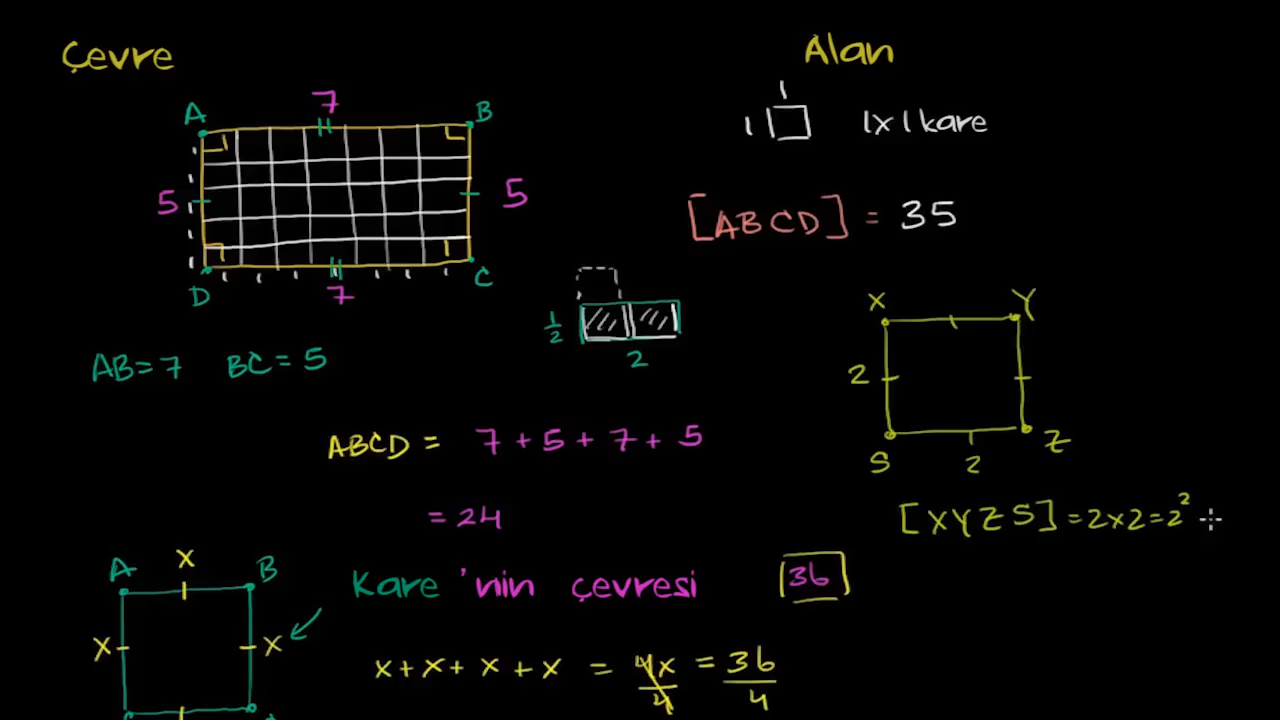 Çevre
Alan
A 7 B
1
1 1x1 kare
5 5
[ABCD] = 35
D 7 C
1/2
2
X Y
2
S 2 Z
AB=7 BC=5
ABCD = 7+5+7+5
= 24
[XYZS]=2x2=2²
A x B
Kare 'nin çevresi 36
x x
x+x+x+x = 4x/4 = 36/4